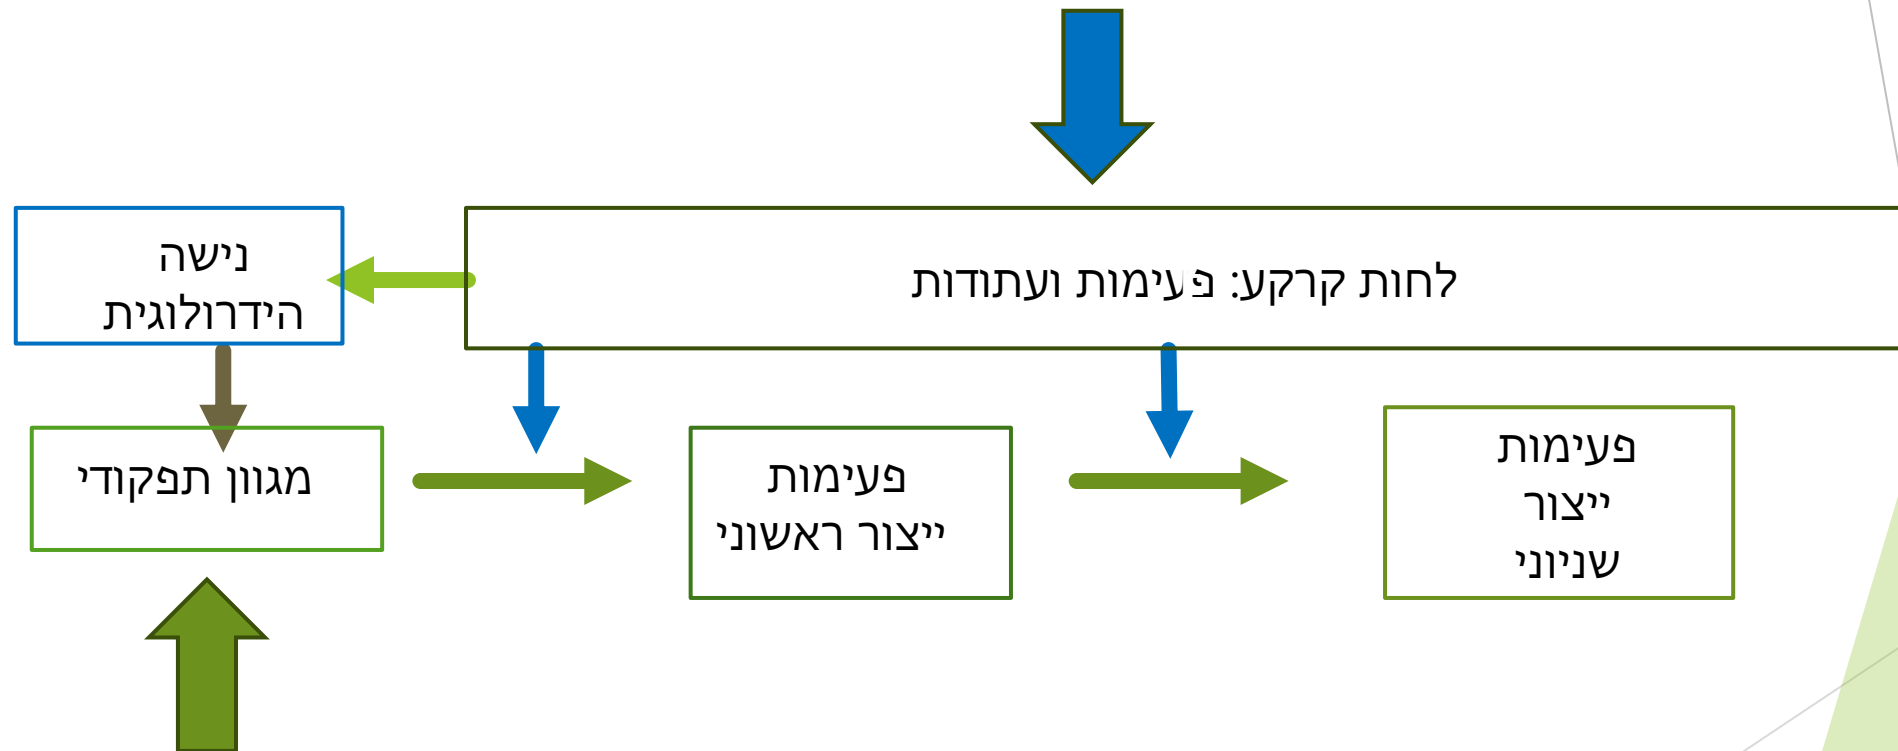 לחות קרקע: פעימות ועתודות
נישה
הידרולוגית
מגוון תפקודי
פעימות
ייצור ראשוני
פעימות
ייצור
שניוני